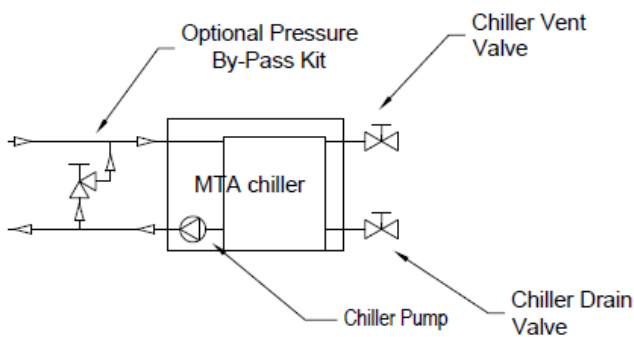 Optional Pressure
By-Pass Kit
Chiller Vent
Valve
MTA chiller
Chiller Pump
Chiller Drain
Valve